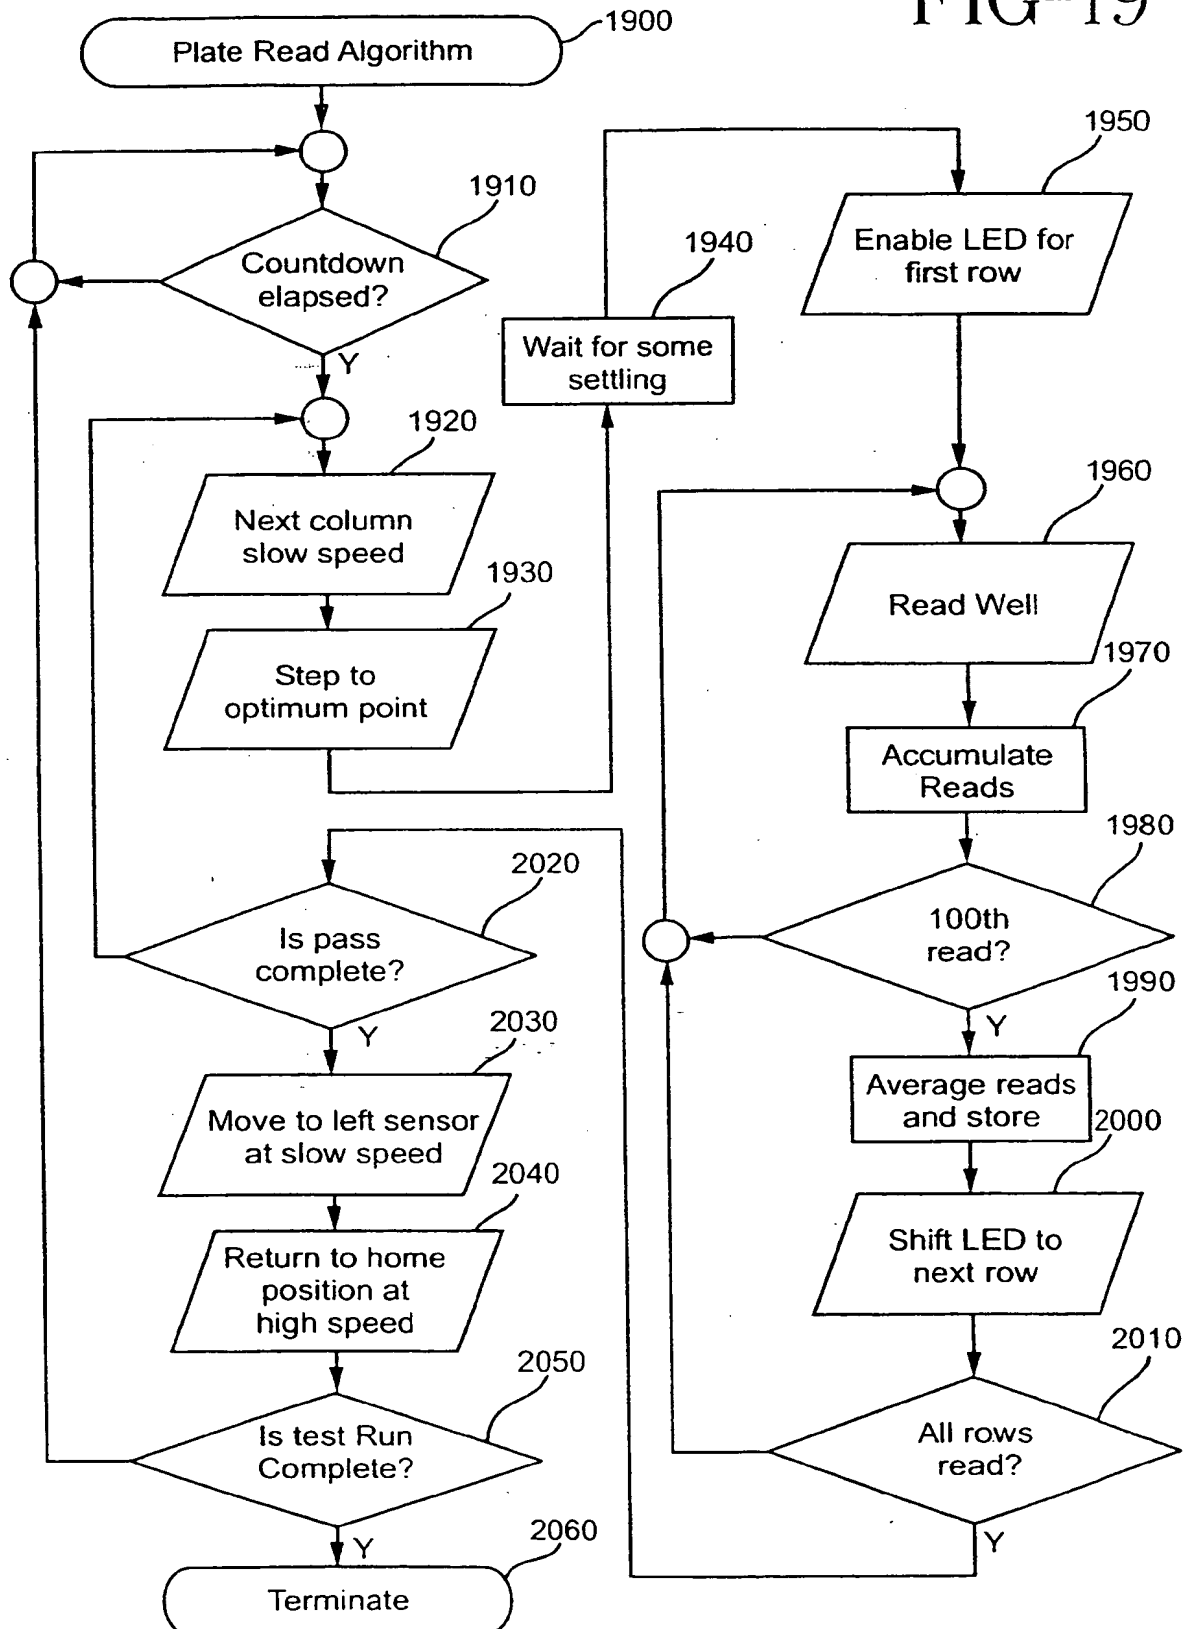 FIG-19
Plate Read Algorithm
1900
Countdown
elapsed?
1910
Y
Next column
slow speed
1920
Step to
optimum point
1930
Wait for some
settling
1940
Enable LED for
first row
1950
Read Well
1960
Accumulate
Reads
1970
100th
read?
1980
Y
Average reads
and store
1990
Shift LED to
next row
2000
All rows
read?
2010
Y
Is pass
complete?
2020
Y
Move to left sensor
at slow speed
2030
Return to home
position at
high speed
2040
Is test Run
Complete?
2050
Y
Terminate
2060